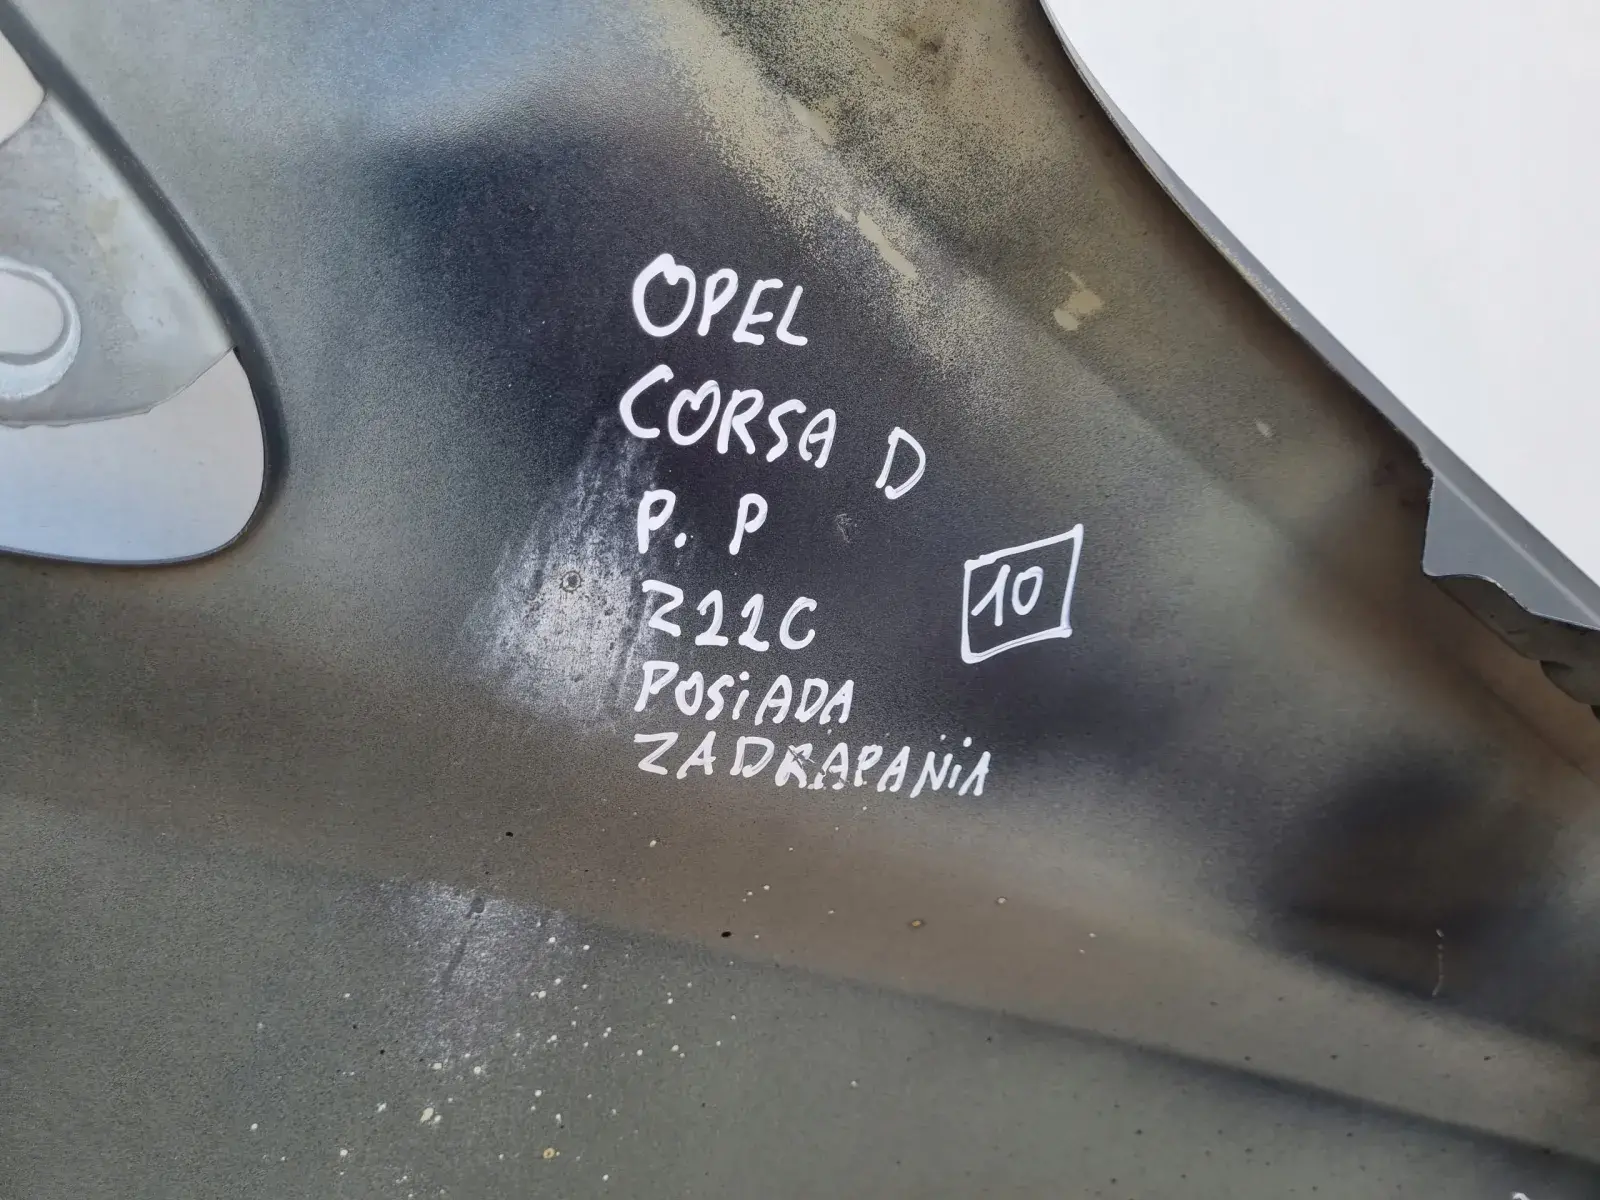 OPEL
CORSA D
P. P
Z22C
POSiADA
ZADRAPANiA
10